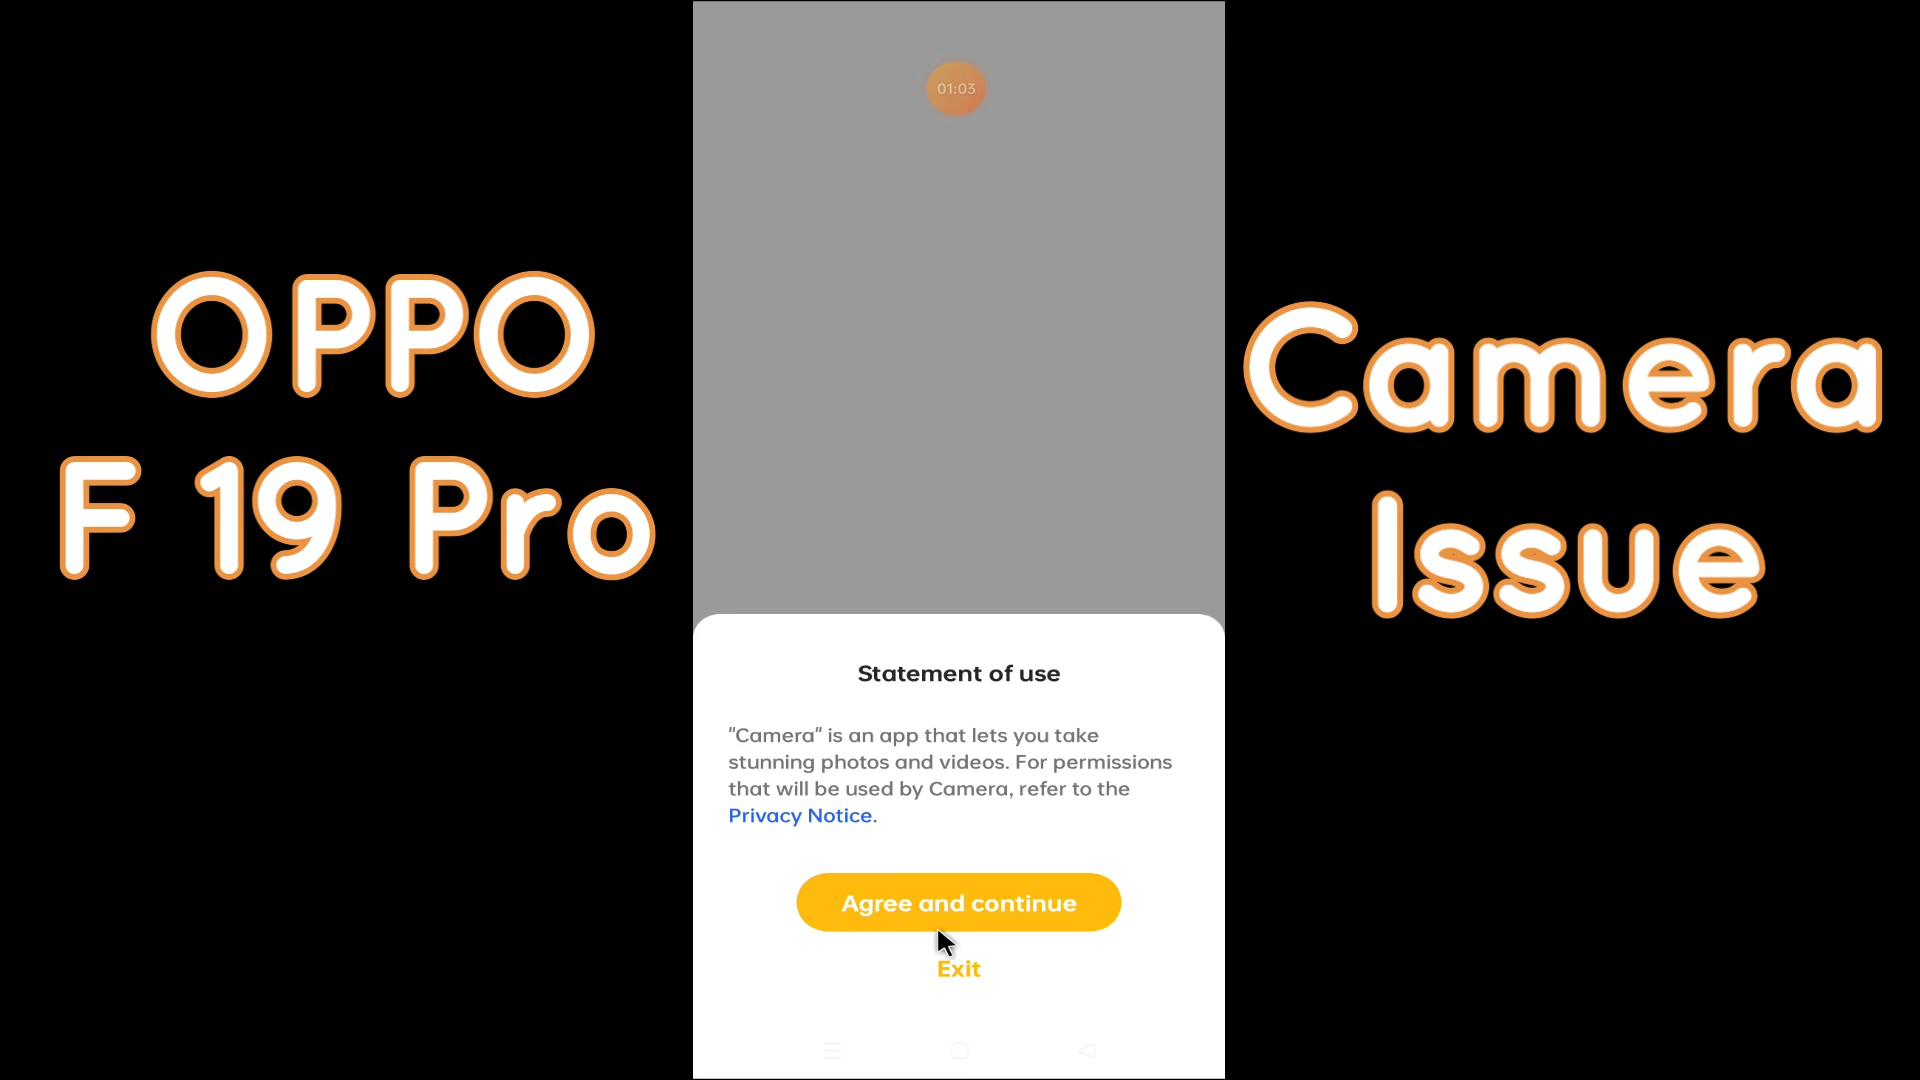 OPPO
F 19 Pro
01:03
Statement of use
"Camera" is an app that lets you take
stunning photos and videos. For permissions
that will be used by Camera, refer to the
Privacy Notice.
Agree and continue
Exit
Camera
Issue